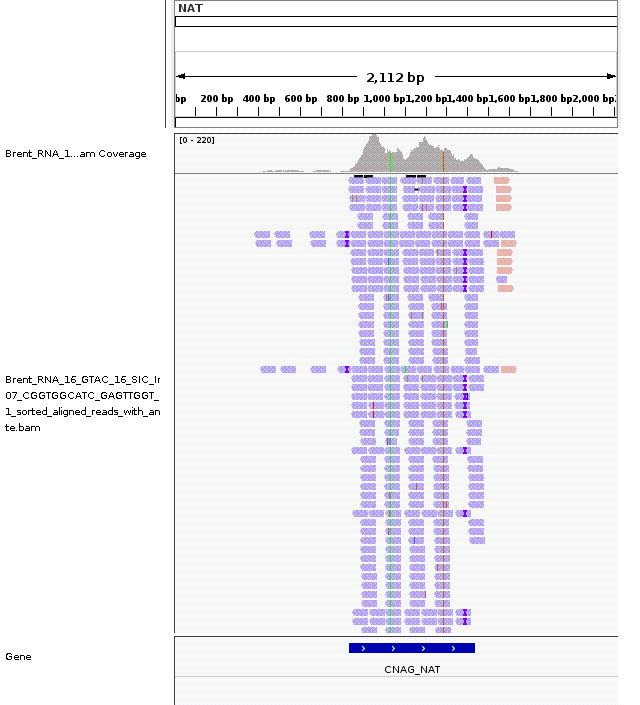 NAT
2,112 bp
bp 200 bp 400 bp 600 bp 800 bp 1,000 bp 1,200 bp 1,400 bp 1,600 bp 1,800 bp 2,000 bp
[0 - 220]
Brent_RNA_1...am Coverage
Brent_RNA_16_GTAC_16_SIC_Ir
07_CGGTGGCATC_GAGTTGGT_
1_sorted_aligned_reads_with_an
te.bam
Gene
CNAG_NAT